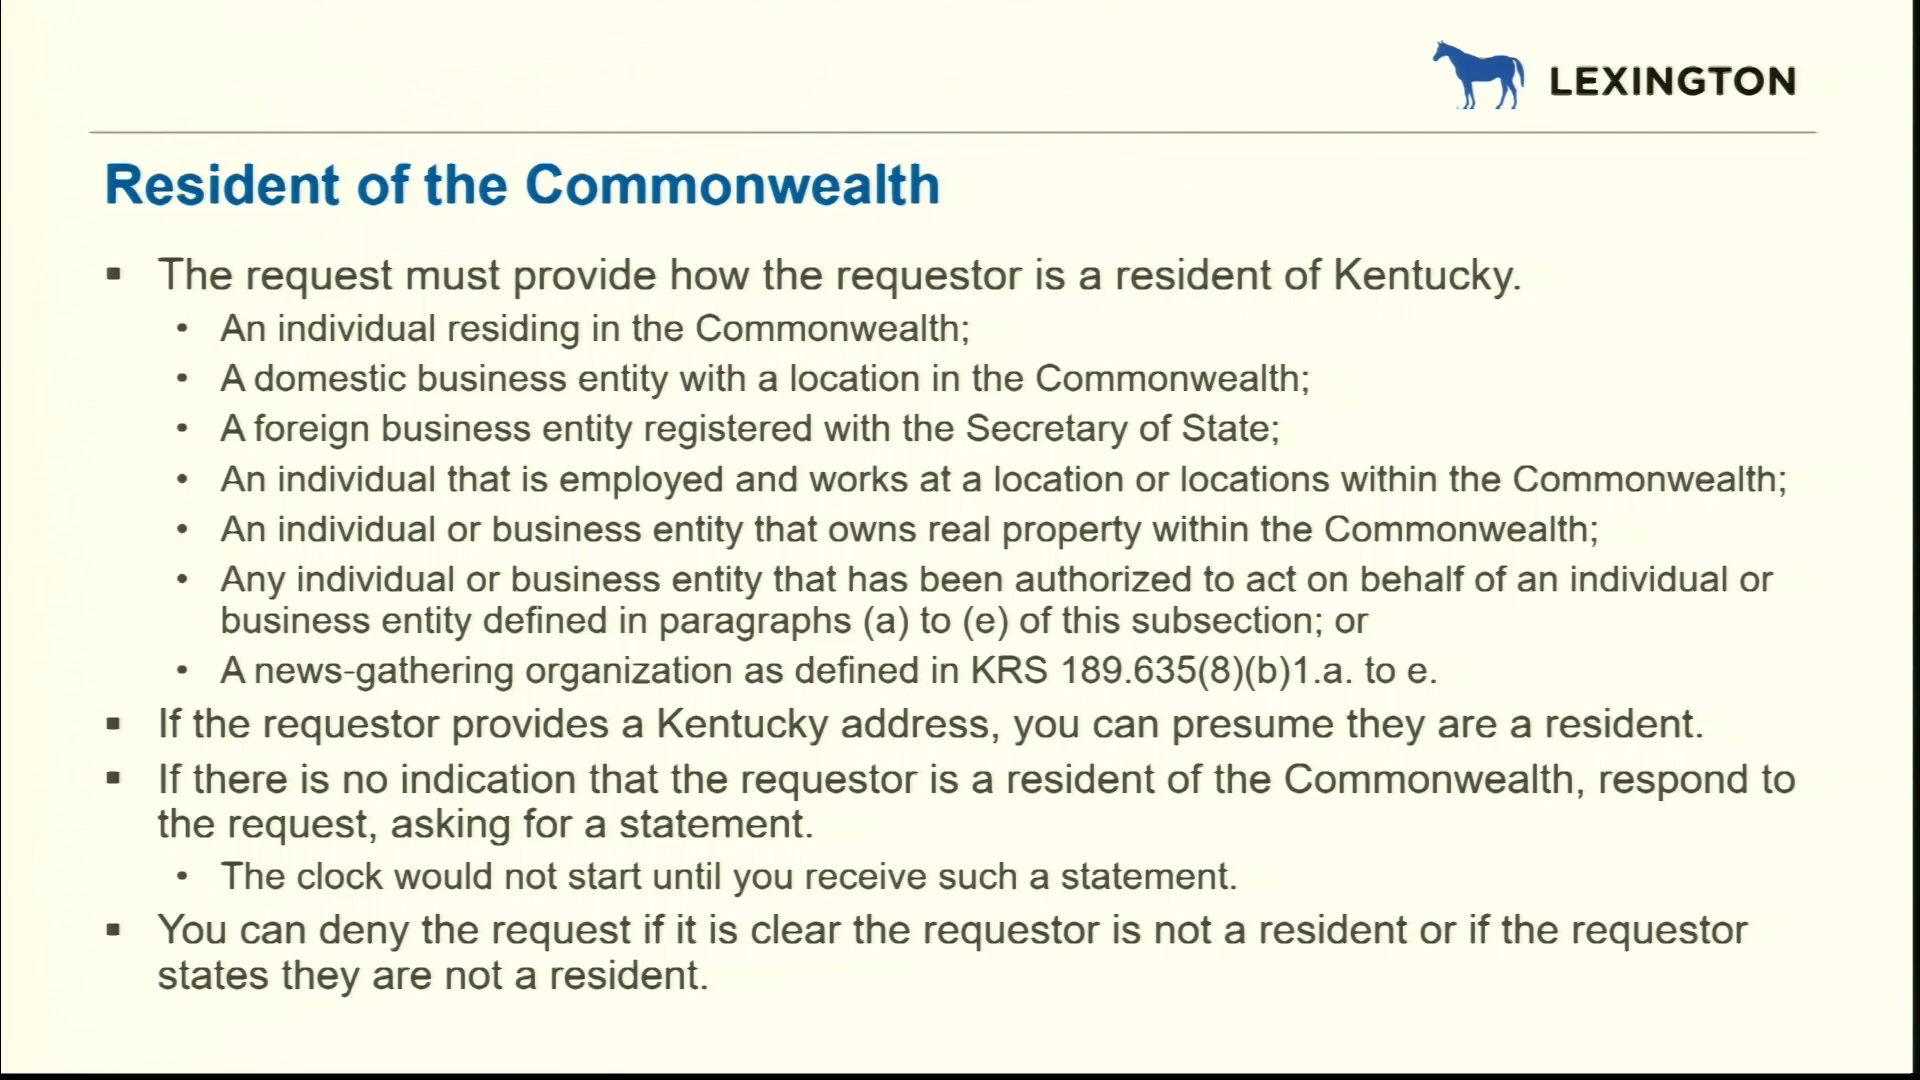 LEXINGTON
Resident of the Commonwealth
▪ The request must provide how the requestor is a resident of Kentucky.
• An individual residing in the Commonwealth;
• A domestic business entity with a location in the Commonwealth;
• A foreign business entity registered with the Secretary of State;
• An individual that is employed and works at a location or locations within the Commonwealth;
• An individual or business entity that owns real property within the Commonwealth;
• Any individual or business entity that has been authorized to act on behalf of an individual or
business entity defined in paragraphs (a) to (e) of this subsection; or
• A news-gathering organization as defined in KRS 189.635(8)(b)1.a. to e.
▪ If the requestor provides a Kentucky address, you can presume they are a resident.
▪ If there is no indication that the requestor is a resident of the Commonwealth, respond to
the request, asking for a statement.
• The clock would not start until you receive such a statement.
▪ You can deny the request if it is clear the requestor is not a resident or if the requestor
states they are not a resident.